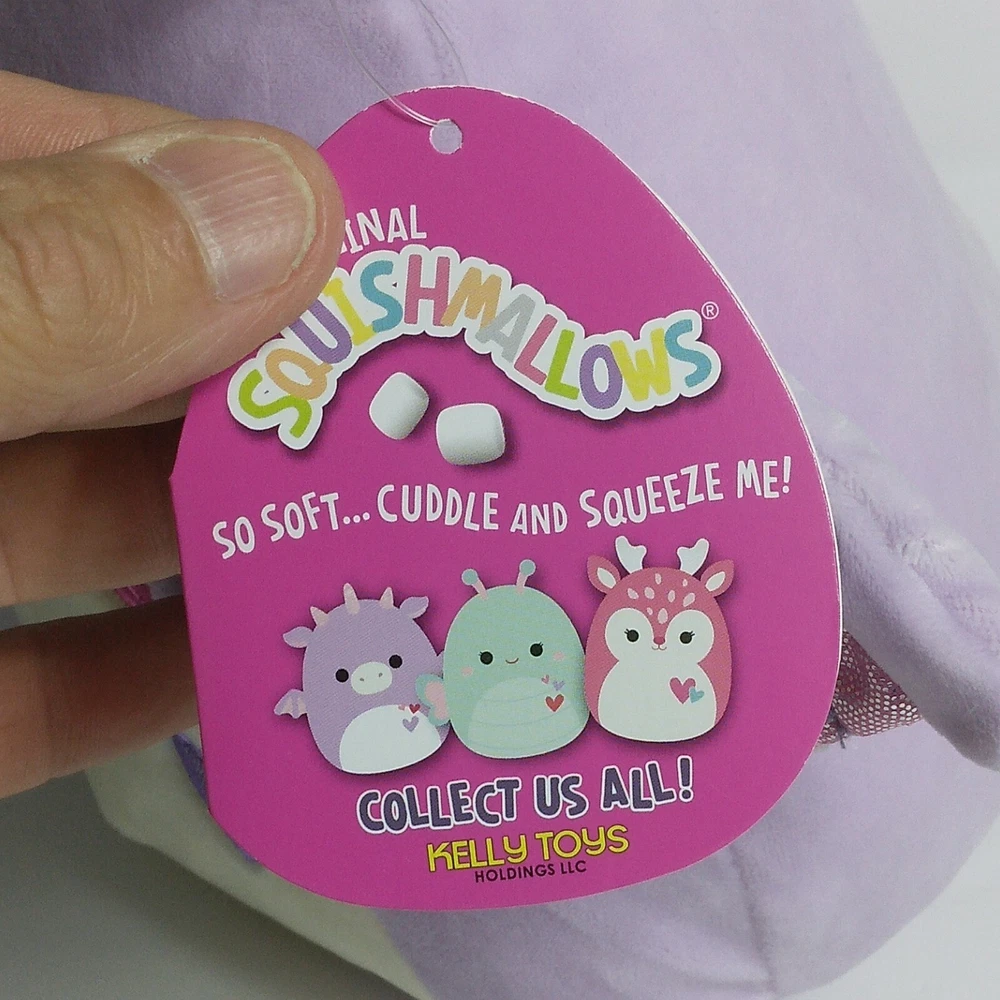 INAL
SQUISHMALLOWS®
SO SOFT... CUDDLE AND SQUEEZE ME!
COLLECT US ALL!
KELLY TOYS
HOLDINGS LLC